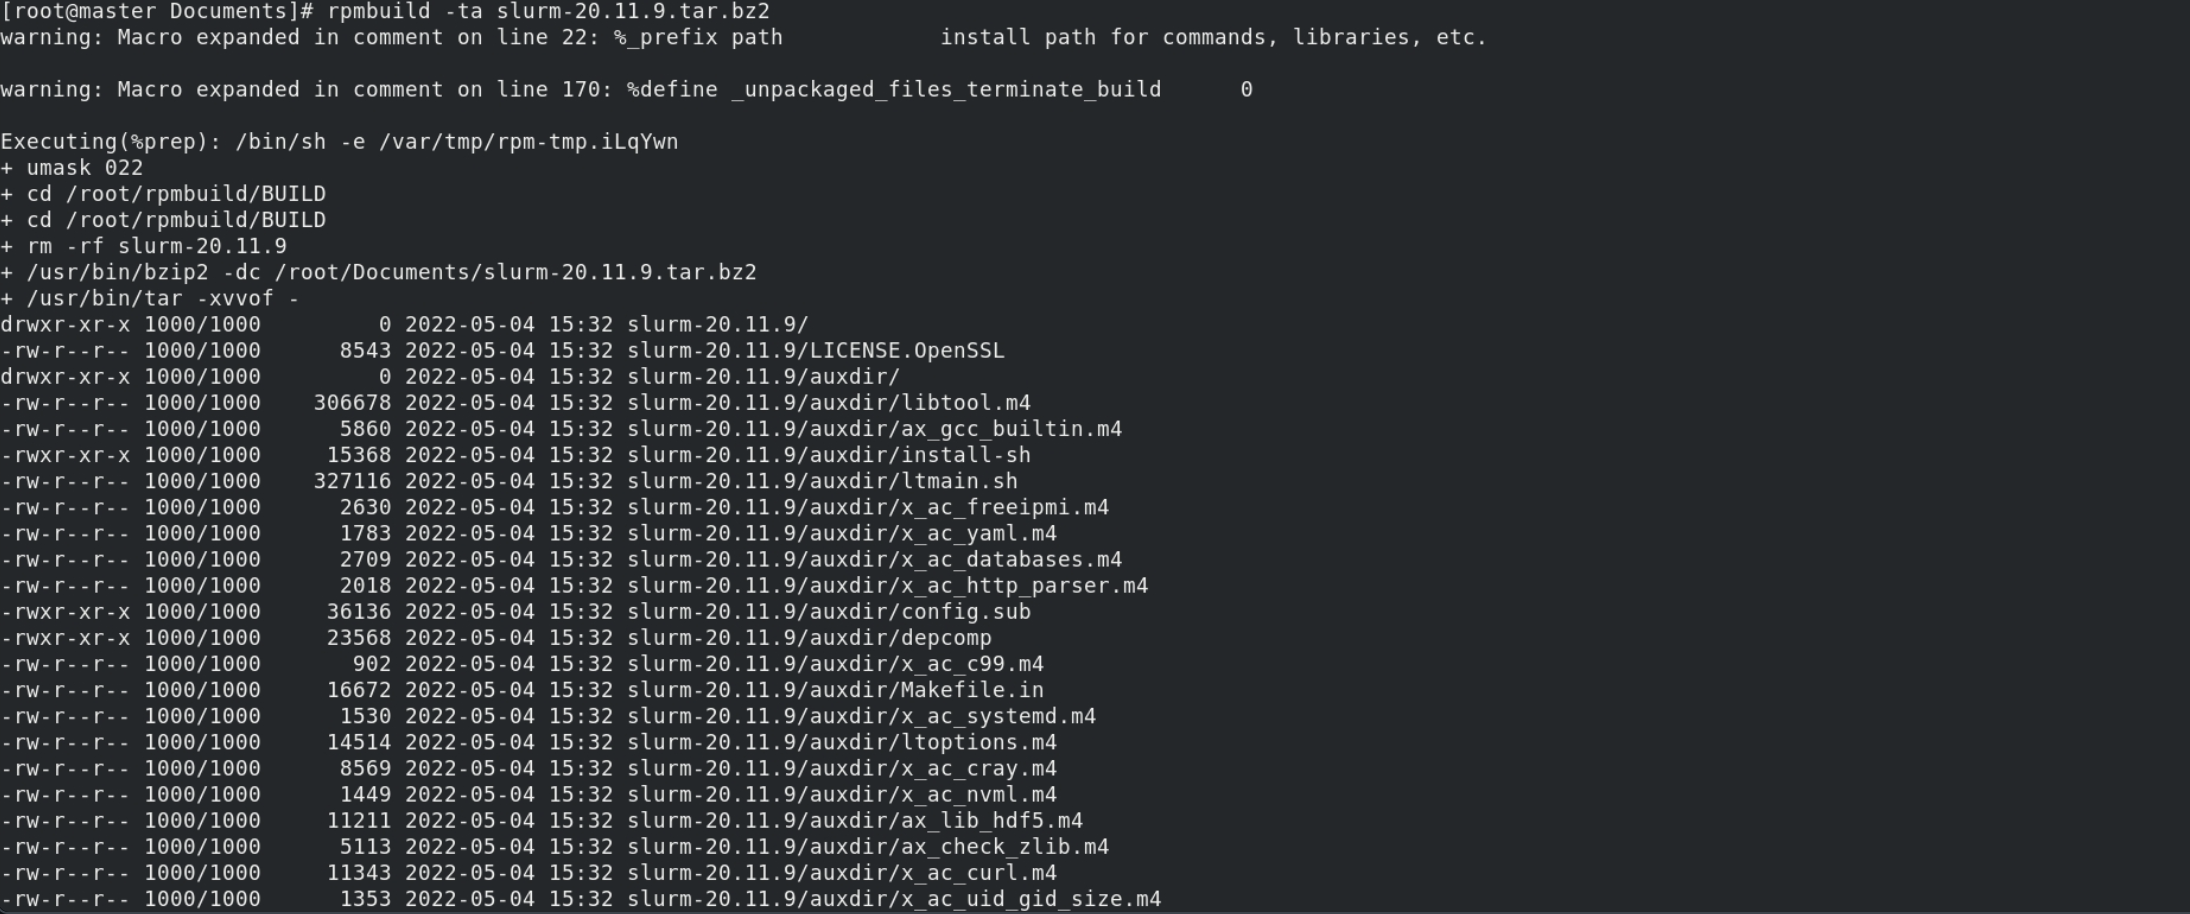 [root@master Documents]# rpmbuild -ta slurm-20.11.9.tar.bz2
warning: Macro expanded in comment on line 22: %_prefix path            install path for commands, libraries, etc.
warning: Macro expanded in comment on line 170: %define _unpackaged_files_terminate_build      0
Executing(%prep): /bin/sh -e /var/tmp/rpm-tmp.iLqYwn
+ umask 022
+ cd /root/rpmbuild/BUILD
+ cd /root/rpmbuild/BUILD
+ rm -rf slurm-20.11.9
+ /usr/bin/bzip2 -dc /root/Documents/slurm-20.11.9.tar.bz2
+ /usr/bin/tar -xvvof -
drwxr-xr-x 1000/1000         0 2022-05-04 15:32 slurm-20.11.9/
-rw-r--r-- 1000/1000      8543 2022-05-04 15:32 slurm-20.11.9/LICENSE.OpenSSL
drwxr-xr-x 1000/1000         0 2022-05-04 15:32 slurm-20.11.9/auxdir/
-rw-r--r-- 1000/1000    306678 2022-05-04 15:32 slurm-20.11.9/auxdir/libtool.m4
-rw-r--r-- 1000/1000      5860 2022-05-04 15:32 slurm-20.11.9/auxdir/ax_gcc_builtin.m4
-rwxr-xr-x 1000/1000     15368 2022-05-04 15:32 slurm-20.11.9/auxdir/install-sh
-rw-r--r-- 1000/1000    327116 2022-05-04 15:32 slurm-20.11.9/auxdir/ltmain.sh
-rw-r--r-- 1000/1000      2630 2022-05-04 15:32 slurm-20.11.9/auxdir/x_ac_freeipmi.m4
-rw-r--r-- 1000/1000      1783 2022-05-04 15:32 slurm-20.11.9/auxdir/x_ac_yaml.m4
-rw-r--r-- 1000/1000      2709 2022-05-04 15:32 slurm-20.11.9/auxdir/x_ac_databases.m4
-rw-r--r-- 1000/1000      2018 2022-05-04 15:32 slurm-20.11.9/auxdir/x_ac_http_parser.m4
-rwxr-xr-x 1000/1000     36136 2022-05-04 15:32 slurm-20.11.9/auxdir/config.sub
-rwxr-xr-x 1000/1000     23568 2022-05-04 15:32 slurm-20.11.9/auxdir/depcomp
-rw-r--r-- 1000/1000       902 2022-05-04 15:32 slurm-20.11.9/auxdir/x_ac_c99.m4
-rw-r--r-- 1000/1000     16672 2022-05-04 15:32 slurm-20.11.9/auxdir/Makefile.in
-rw-r--r-- 1000/1000      1530 2022-05-04 15:32 slurm-20.11.9/auxdir/x_ac_systemd.m4
-rw-r--r-- 1000/1000     14514 2022-05-04 15:32 slurm-20.11.9/auxdir/ltoptions.m4
-rw-r--r-- 1000/1000      8569 2022-05-04 15:32 slurm-20.11.9/auxdir/x_ac_cray.m4
-rw-r--r-- 1000/1000      1449 2022-05-04 15:32 slurm-20.11.9/auxdir/x_ac_nvml.m4
-rw-r--r-- 1000/1000     11211 2022-05-04 15:32 slurm-20.11.9/auxdir/ax_lib_hdf5.m4
-rw-r--r-- 1000/1000      5113 2022-05-04 15:32 slurm-20.11.9/auxdir/ax_check_zlib.m4
-rw-r--r-- 1000/1000     11343 2022-05-04 15:32 slurm-20.11.9/auxdir/x_ac_curl.m4
-rw-r--r-- 1000/1000      1353 2022-05-04 15:32 slurm-20.11.9/auxdir/x_ac_uid_gid_size.m4